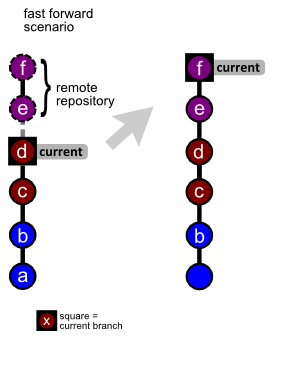 fast forward
scenario
f
e
remote
repository
d current
c
b
a
f current
e
d
c
b
x square =
current branch